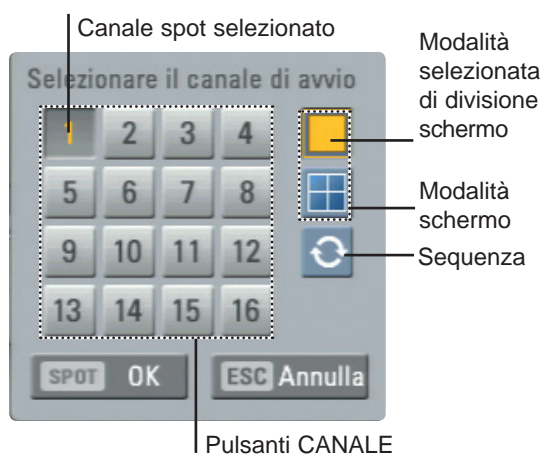 Canale spot selezionato
Modalità
selezionata
di divisione
schermo
Selezionare il canale di avvio
1 2 3 4
5 6 7 8
Modalità
schermo
9 10 11 12
Sequenza
13 14 15 16
SPOT OK ESC Annulla
Pulsanti CANALE